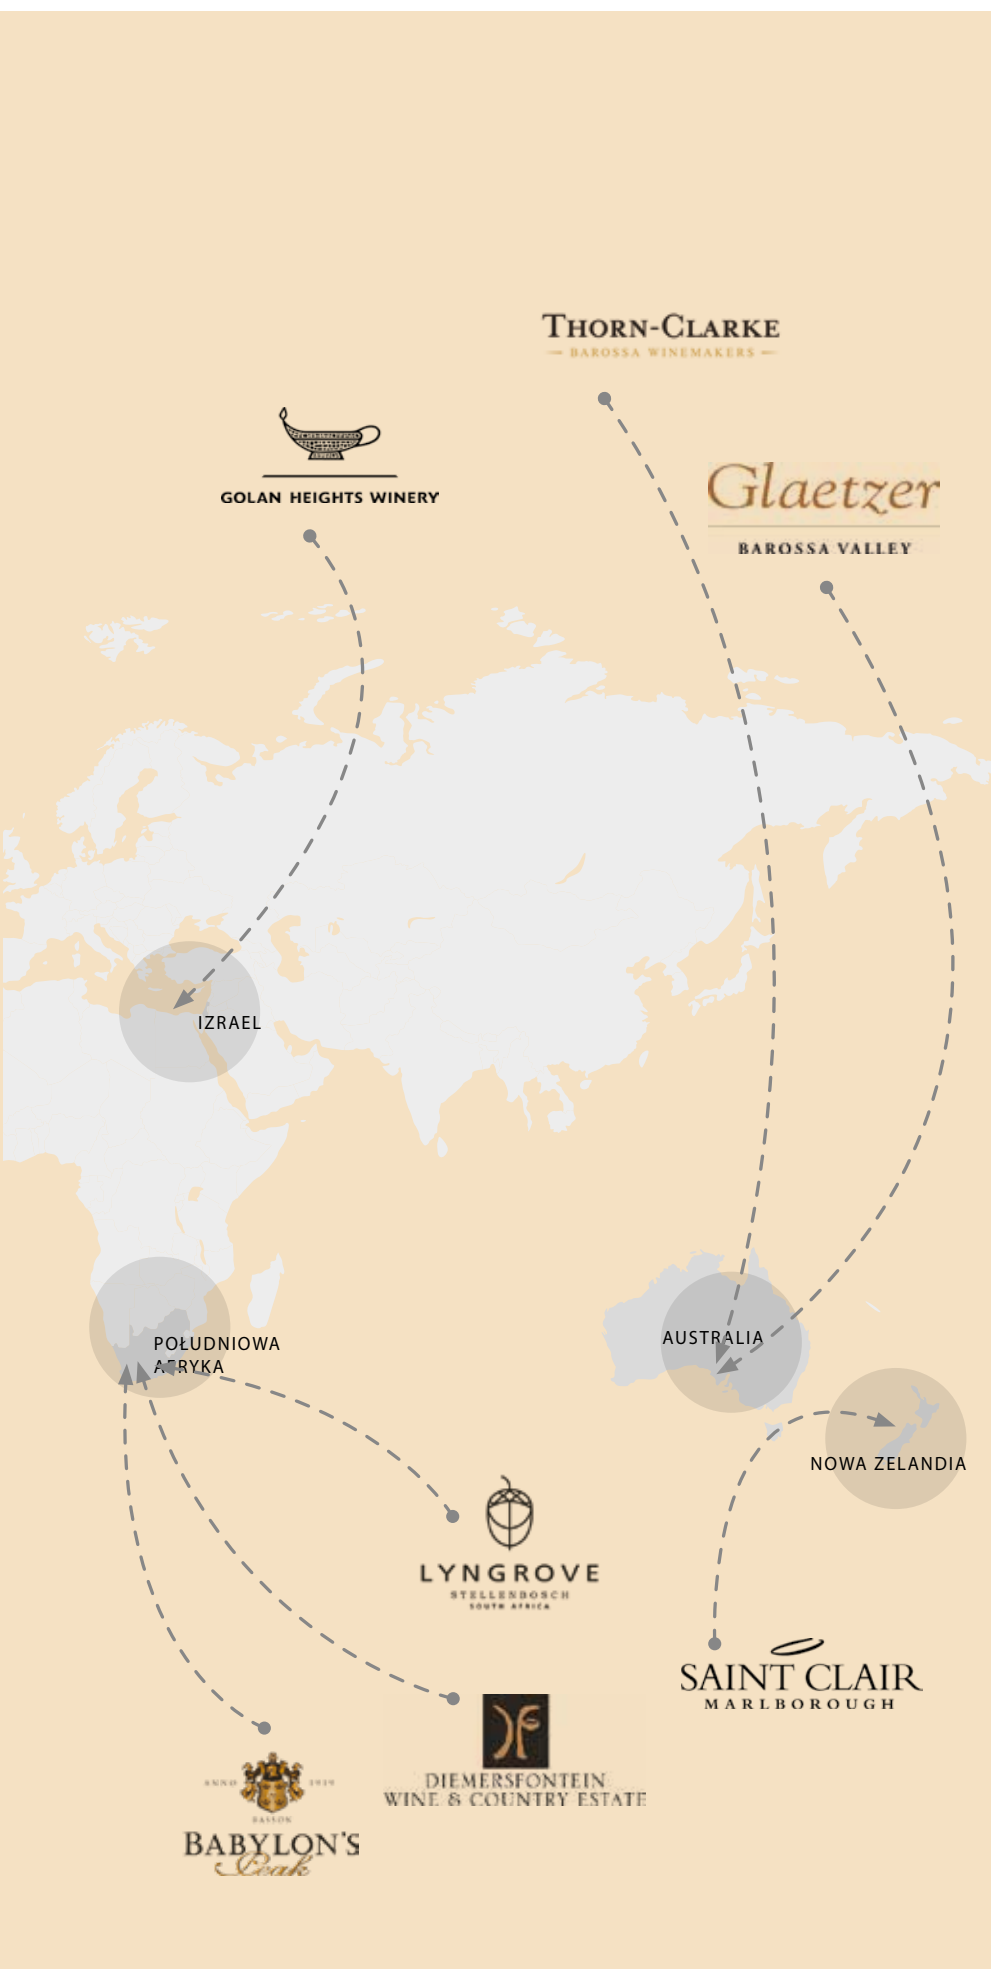 THORN-CLARKE
BAROSSA WINEMAKERS
GOLAN HEIGHTS WINERY
Glaetzer
BAROSSA VALLEY
IZRAEL
AUSTRALIA
POŁUDNIOWA
AFRYKA
NOWA ZELANDIA
LYNGROVE
STELLENBOSCH
SOUTH AFRICA
SAINT CLAIR
MARLBOROUGH
DIEMERSFONTEIN
WINE & COUNTRY ESTATE
ANNO 1919
BASSON
BABYLON'S
Peak